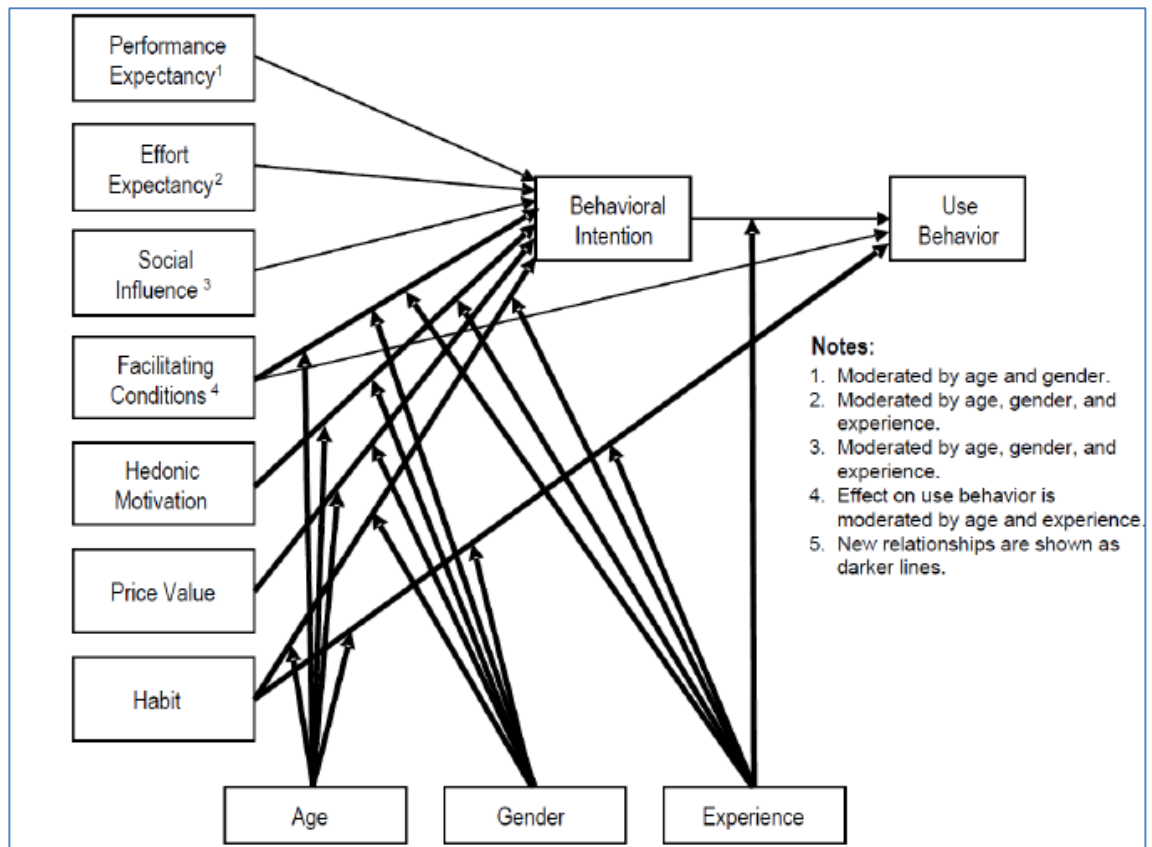 Performance
Expectancy1
Effort
Expectancy2
Social
Influence 3
Facilitating
Conditions 4
Hedonic
Motivation
Price Value
Habit
Behavioral
Intention
Use
Behavior
Notes:
1. Moderated by age and gender.
2. Moderated by age, gender, and
experience.
3. Moderated by age, gender, and
experience.
4. Effect on use behavior is
moderated by age and experience.
5. New relationships are shown as
darker lines.
Age
Gender
Experience